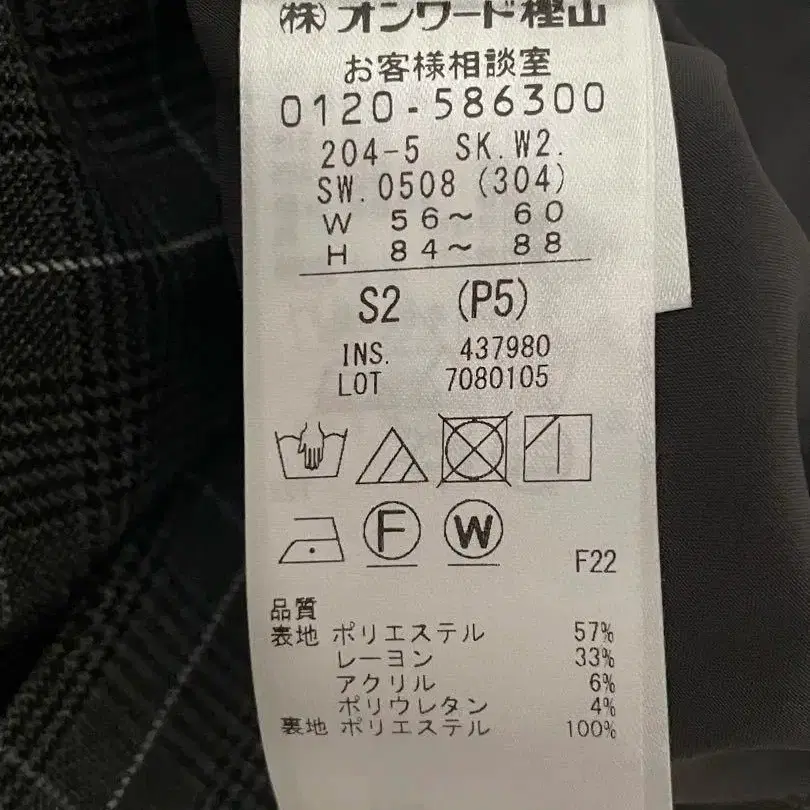 (株)オンワード樫山
お客様相談室
0120-586300
204-5 SK.W2.
SW.0508 (304)
W 56~ 60
H 84~ 88
S2 (P5)
INS. 437980
LOT 7080105
F W
F22
品質
表地 ポリエステル 57%
レーヨン 33%
アクリル 6%
ポリウレタン 4%
裏地 ポリエステル 100%